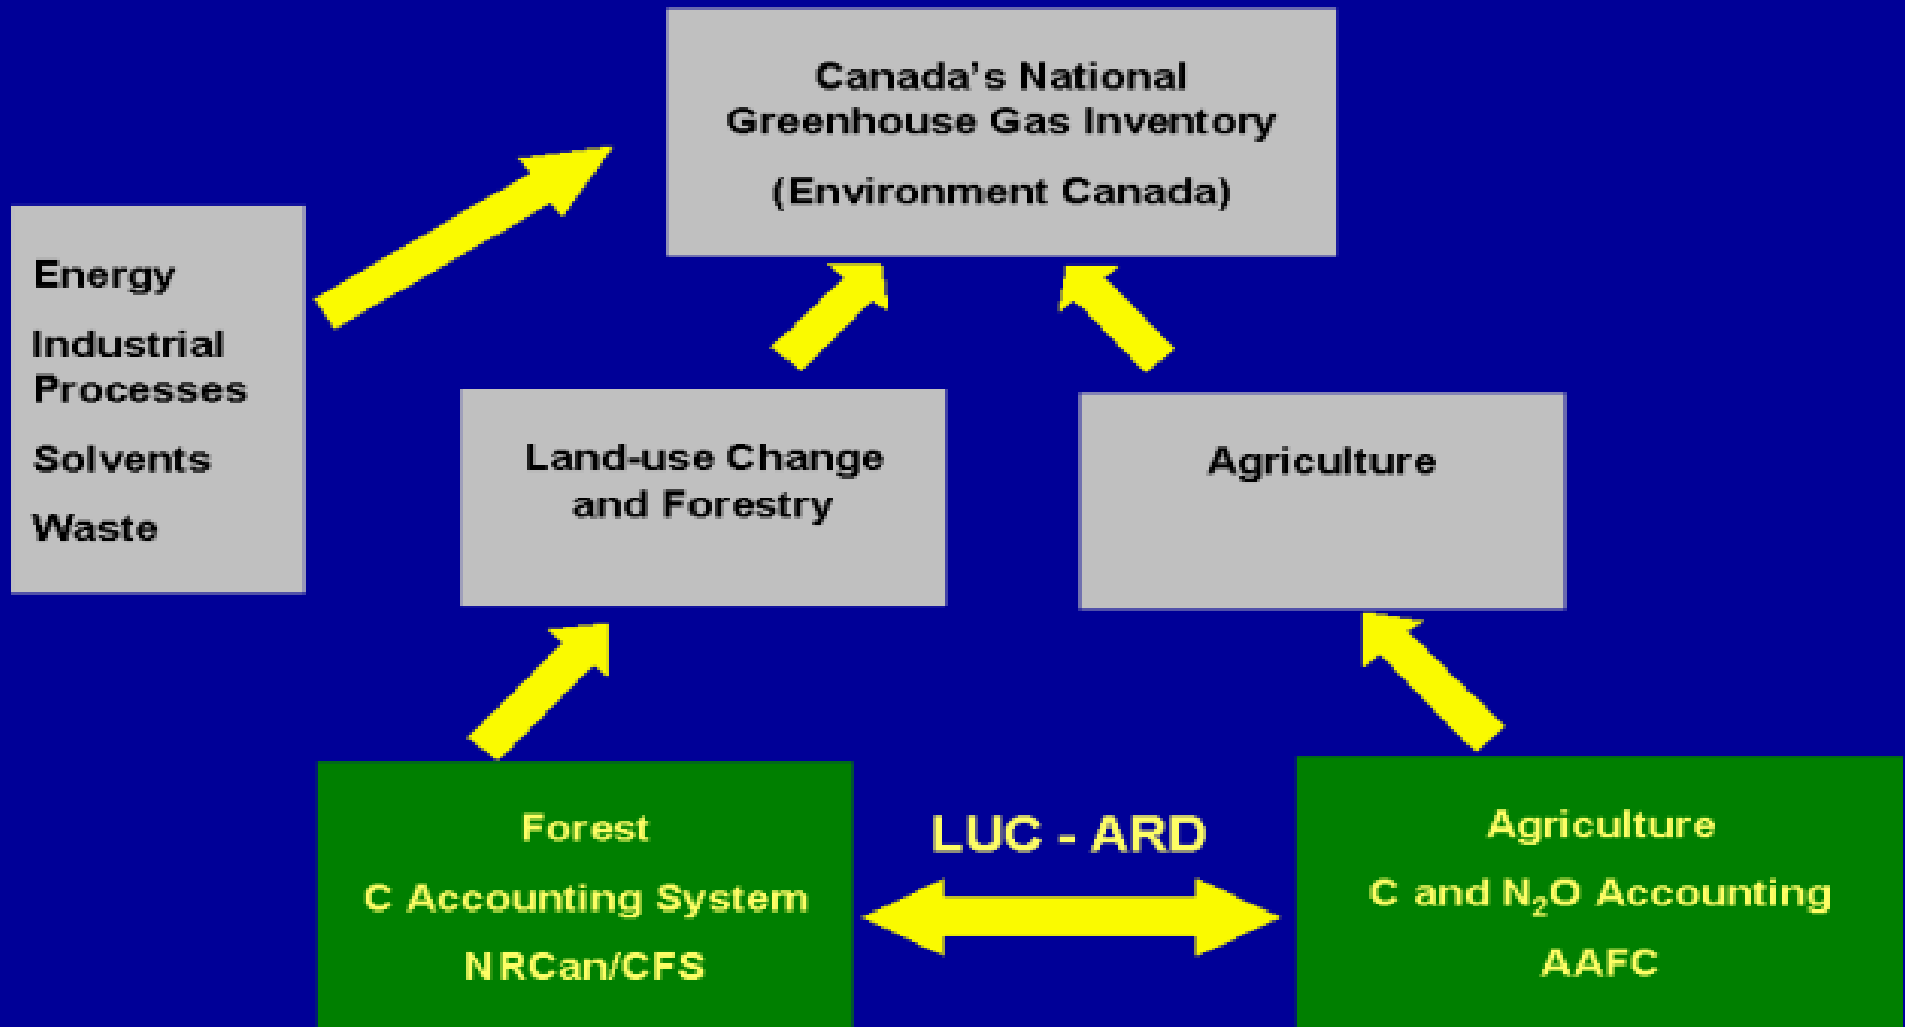 Canada's National
Greenhouse Gas Inventory
(Environment Canada)
Energy
Industrial
Processes
Solvents
Waste
Land-use Change
and Forestry
Agriculture
Forest
C Accounting System
NRCan/CFS
LUC - ARD
Agriculture
C and N₂O Accounting
AAFC